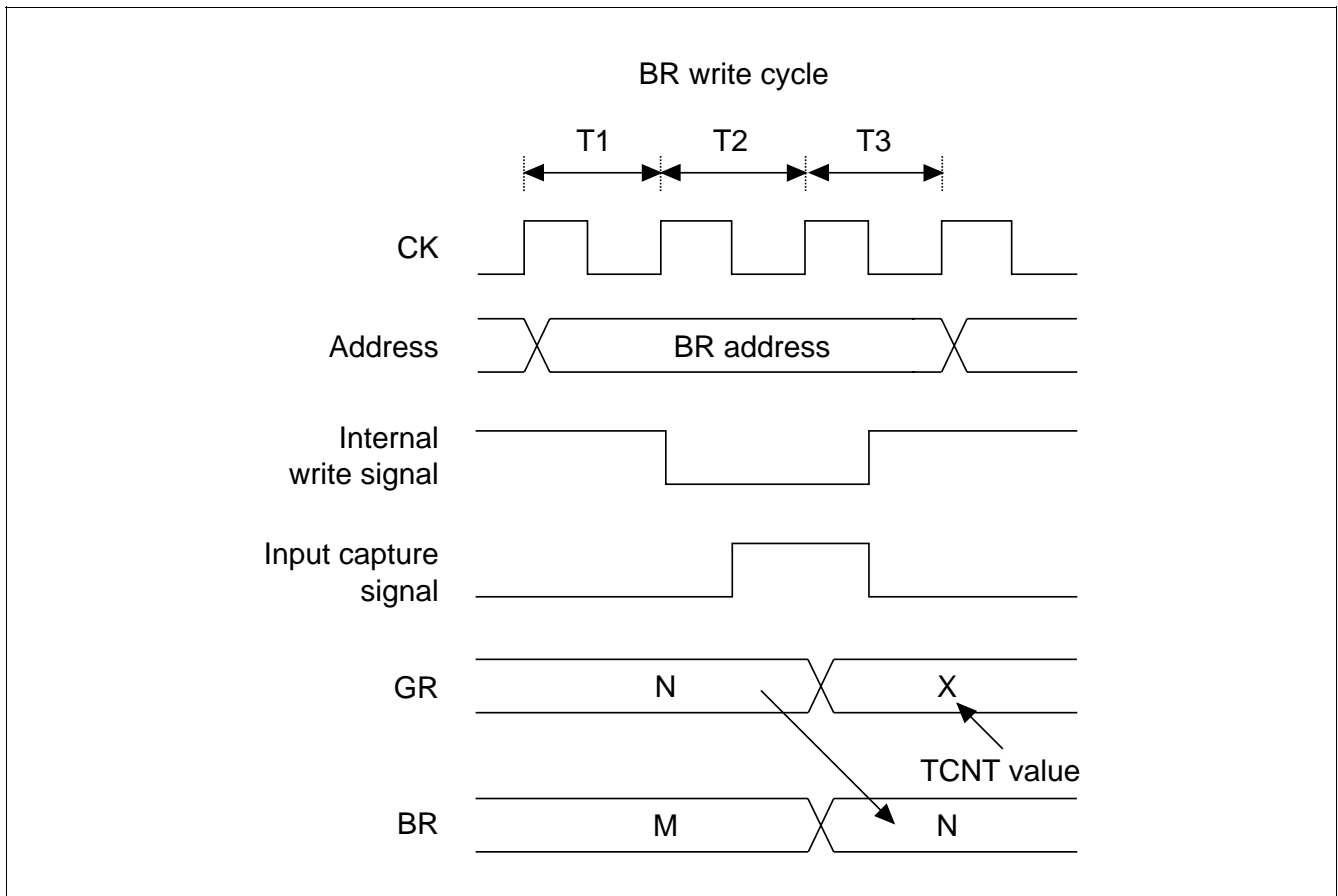 BR write cycle
T1 T2 T3
CK
Address BR address
Internal
write signal
Input capture
signal
GR N X
TCNT value
BR M N